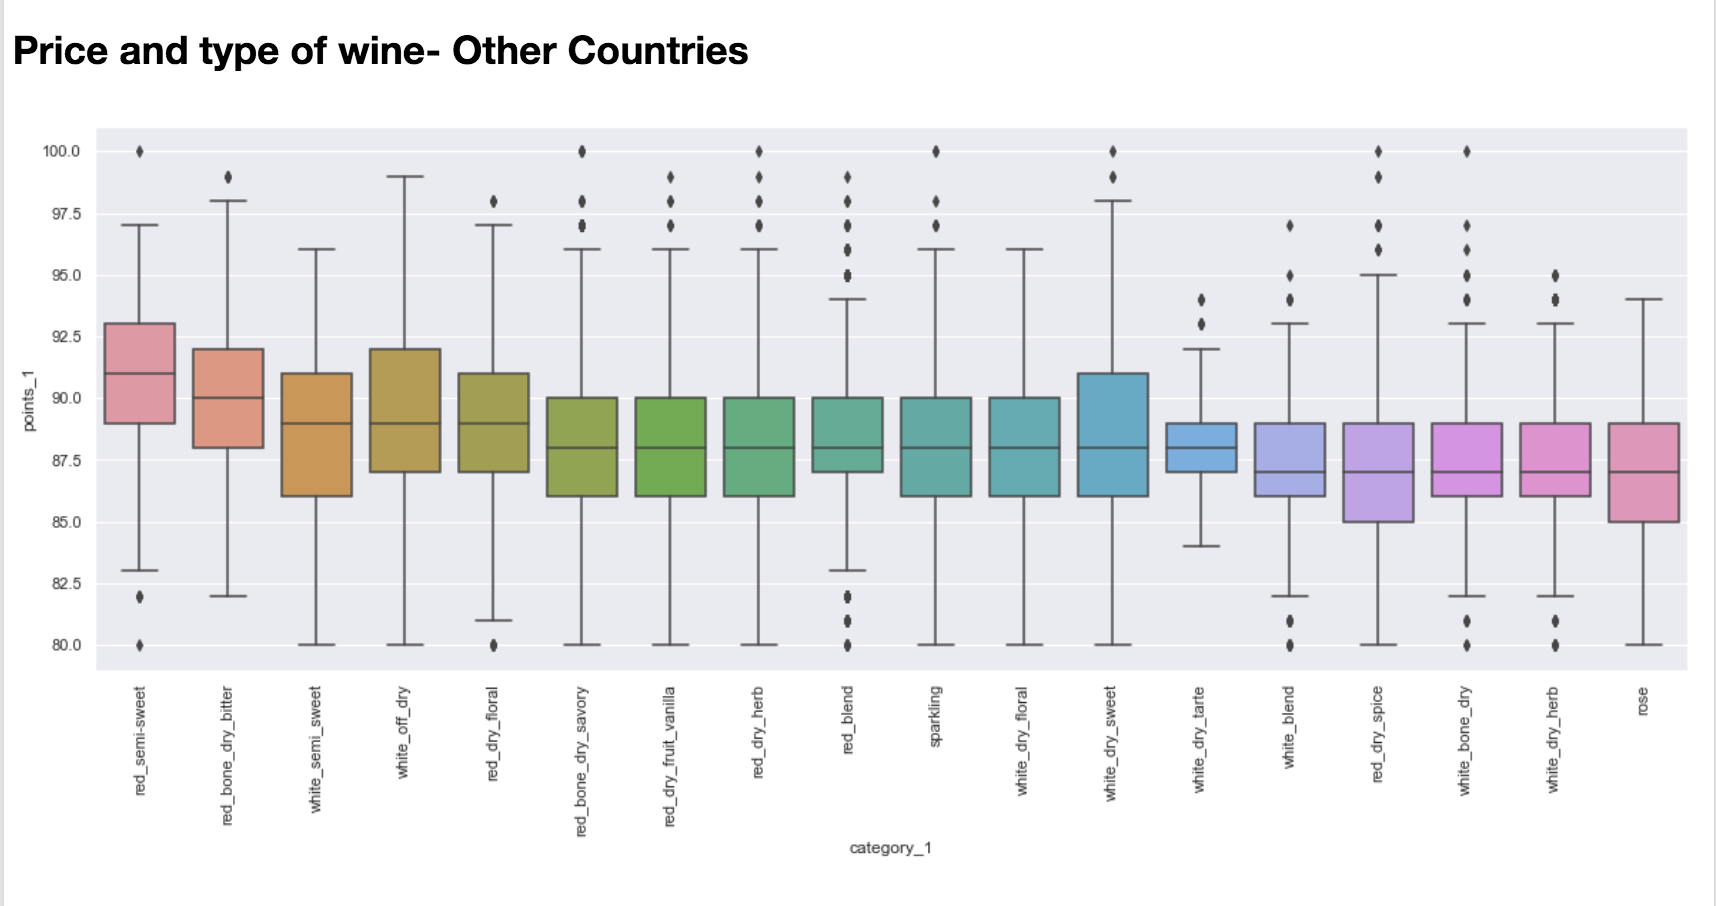 Price and type of wine- Other Countries
100.0
97.5
95.0
92.5
90.0
87.5
85.0
82.5
80.0
points_1
red_semi-sweet
red_bone_dry_bitter
white_semi_sweet
white_off_dry
red_dry_floral
red_bone_dry_savory
red_dry_fruit_vanilla
red_dry_herb
red_blend
sparkling
white_dry_floral
white_dry_sweet
white_dry_tarte
white_blend
red_dry_spice
white_bone_dry
white_dry_herb
rose
category_1